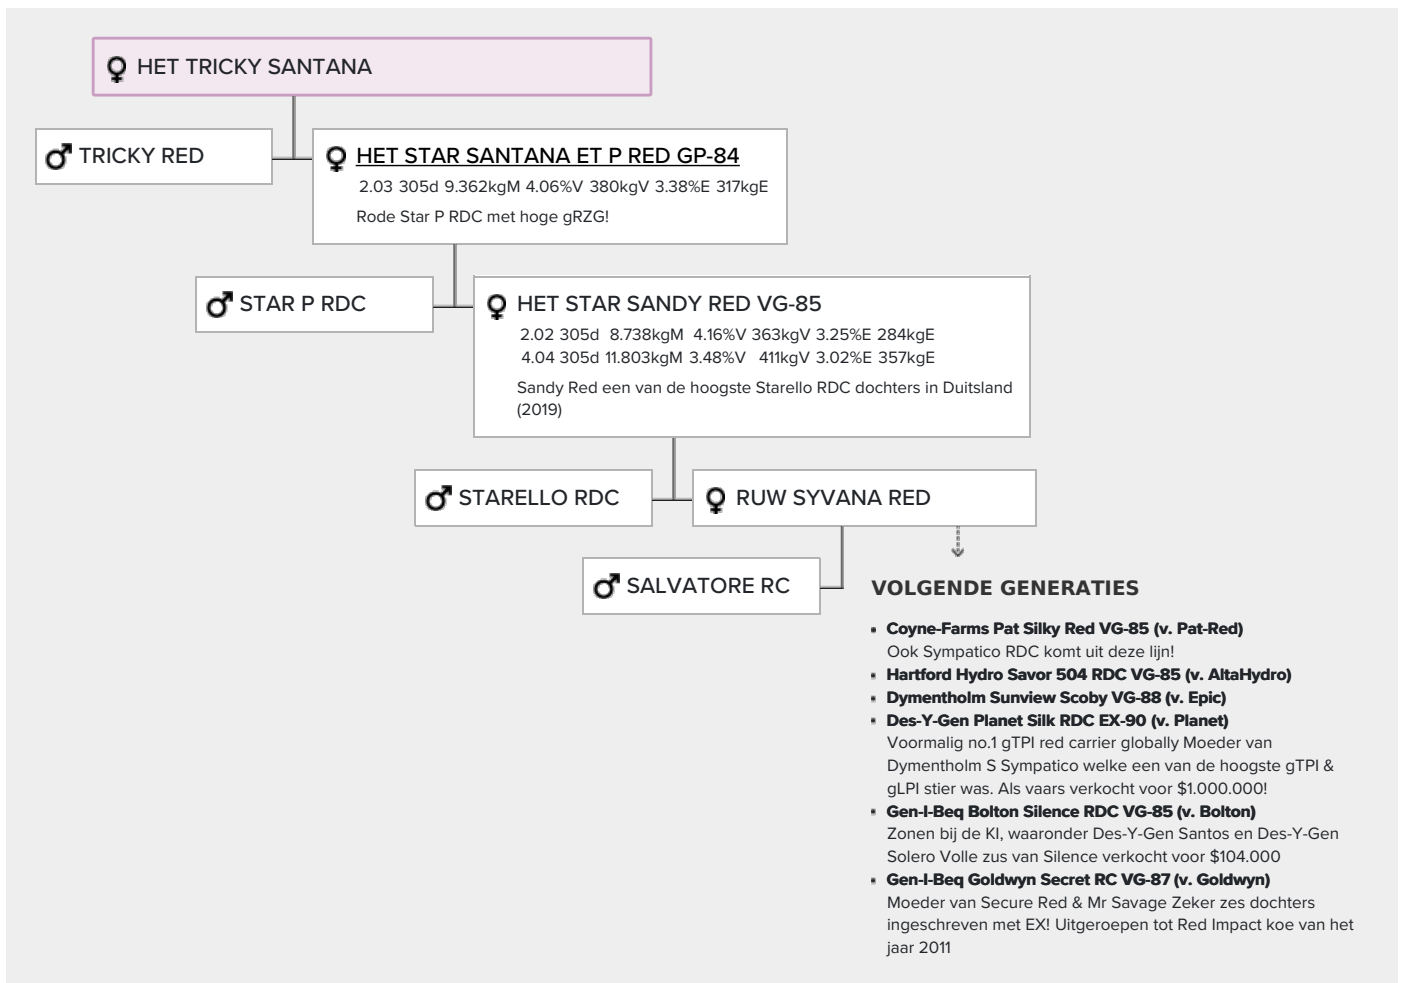 HET TRICKY SANTANA
TRICKY RED
HET STAR SANTANA ET P RED GP-84
2.03 305d 9.362kgM 4.06%V 380kgV 3.38%E 317kgE
Rode Star P RDC met hoge gRZG!
STAR P RDC
HET STAR SANDY RED VG-85
2.02 305d 8.738kgM 4.16%V 363kgV 3.25%E 284kgE
4.04 305d 11.803kgM 3.48%V 411kgV 3.02%E 357kgE
Sandy Red een van de hoogste Starello RDC dochters in Duitsland
(2019)
STARELLO RDC
RUW SYVANA RED
SALVATORE RC
VOLGENDE GENERATIES
Coyne-Farms Pat Silky Red VG-85 (v. Pat-Red)
Ook Sympatico RDC komt uit deze lijn!
Hartford Hydro Savor 504 RDC VG-85 (v. AltaHydro)
Dymentholm Sunview Scoby VG-88 (v. Epic)
Des-Y-Gen Planet Silk RDC EX-90 (v. Planet)
Voormalig no.1 gTPI red carrier globally Moeder van
Dymentholm S Sympatico welke een van de hoogste gTPI &
gLPI stier was. Als vaars verkocht voor $1.000.000!
Gen-I-Beq Bolton Silence RDC VG-85 (v. Bolton)
Zonen bij de KI, waaronder Des-Y-Gen Santos en Des-Y-Gen
Solero Volle zus van Silence verkocht voor $104.000
Gen-I-Beq Goldwyn Secret RC VG-87 (v. Goldwyn)
Moeder van Secure Red & Mr Savage Zeker zes dochters
ingeschreven met EX! Uitgeroepen tot Red Impact koe van het
jaar 2011